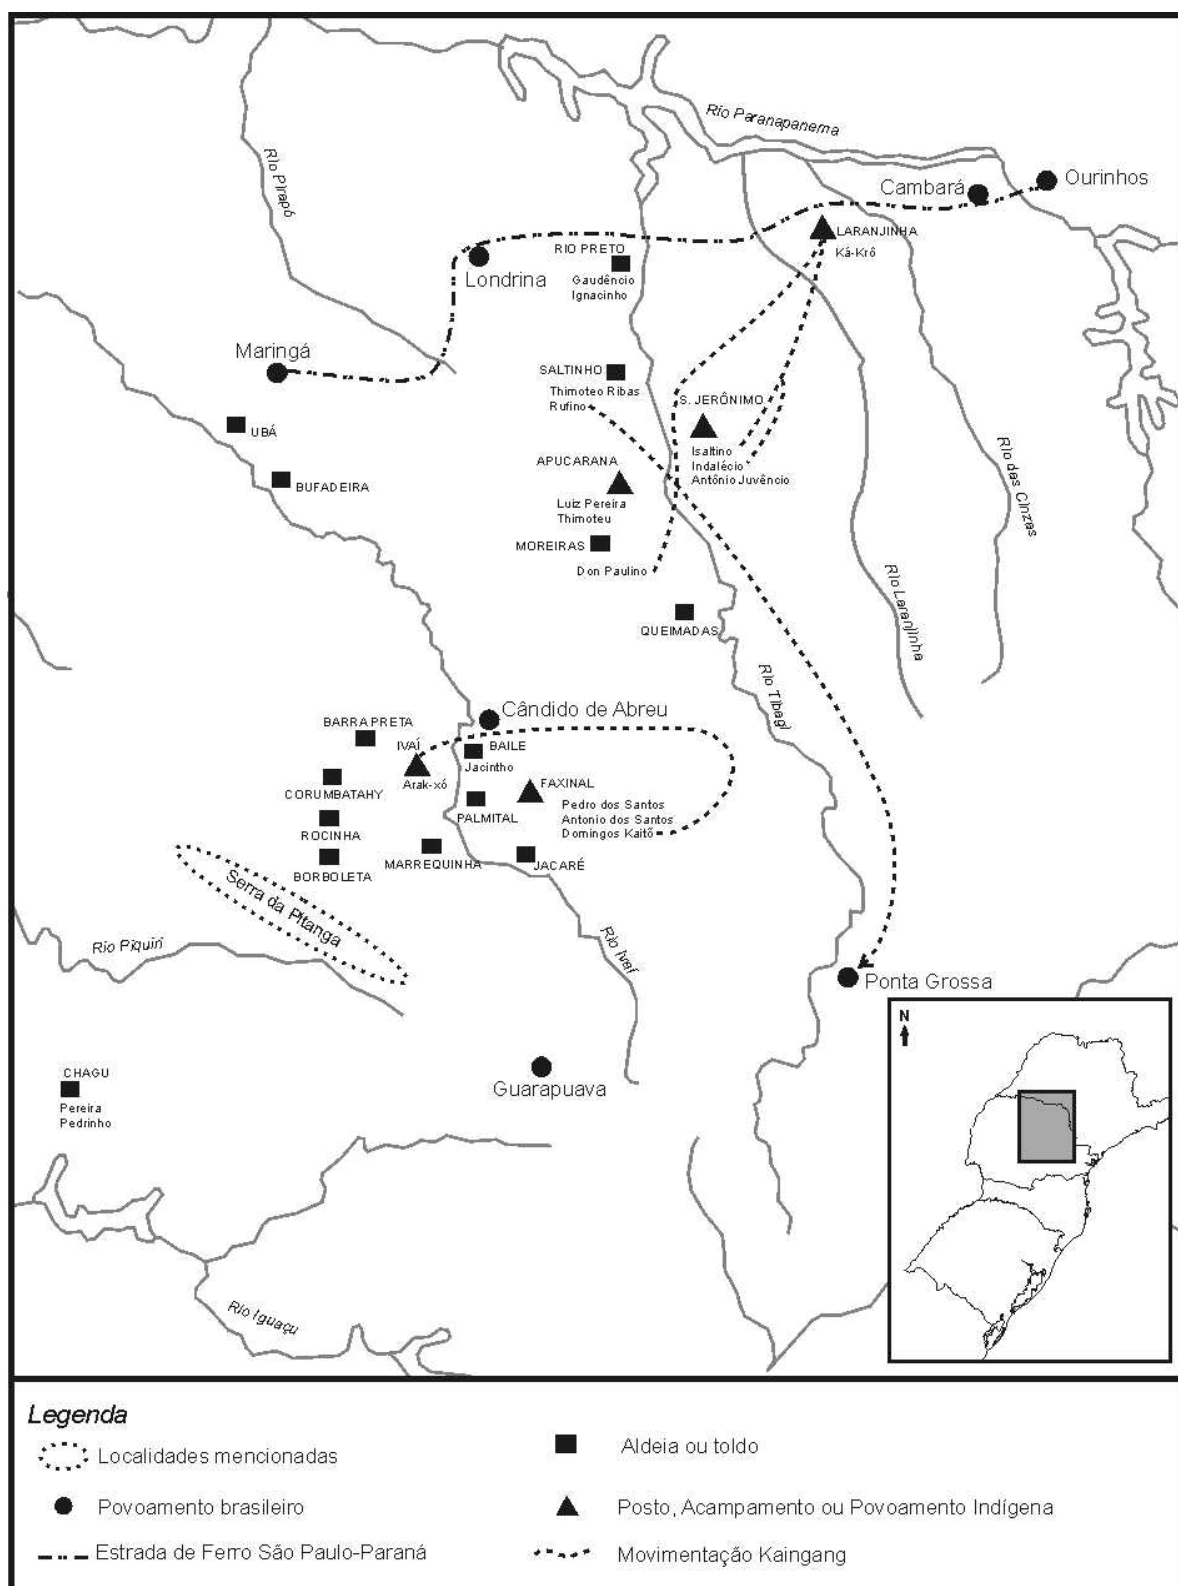 Rio Paranapanema
Rio Pirapó
Cambará
Ourinhos
LARANJINHA
Ká-Krô
RIO PRETO
Gaudêncio
Ignacinho
Londrina
Maringá
SALTINHO
Thimoteo Ribas
Rufino
S. JERÔNIMO
Isaltino
Indalécio
Antônio Juvêncio
UBÁ
BUFADEIRA
APUCARANA
Luiz Pereira
Thimoteu
MOREIRAS
Don Paulino
Rio das Cinzas
Rio Laranjinha
QUEIMADAS
Rio Tibagi
Cândido de Abreu
BARRA PRETA
IVAÍ
Arak-xó
BAILE
Jacintho
CORUMBATAHY
FAXINAL
Pedro dos Santos
Antonio dos Santos
Domingos Kaitõ
PALMITAL
ROCINHA
MARREQUINHA
JACARÉ
BORBOLETA
Serra da Pitanga
Rio Piquiri
Rio Ivaí
Ponta Grossa
Guarapuava
CHAGU
Pereira
Pedrinho
Rio Iguaçu
N
Legenda
Localidades mencionadas
Aldeia ou toldo
Povoamento brasileiro
Posto, Acampamento ou Povoamento Indígena
Estrada de Ferro São Paulo-Paraná
Movimentação Kaingang